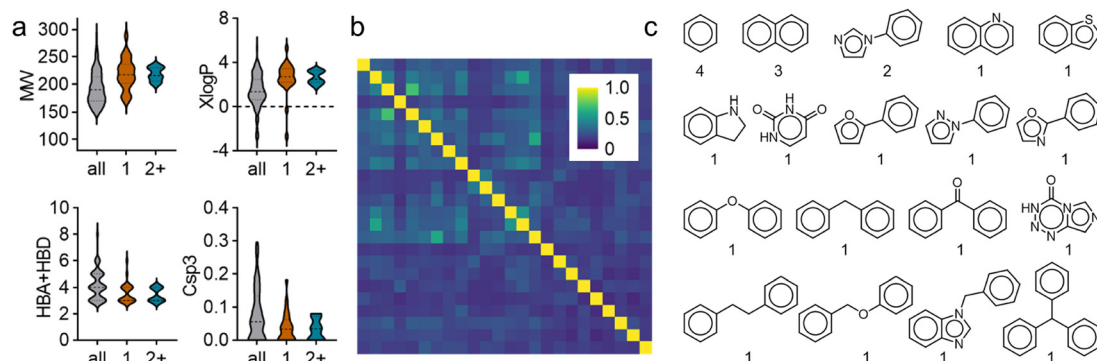 a
MW
300
250
200
150
100
all 1 2+
XlogP
8
4
0
-4
all 1 2+
HBA+HBD
10
8
6
4
2
0
all 1 2+
Csp3
0.4
0.3
0.2
0.1
0.0
all 1 2+
b
1.0
0.5
0
c
N
N
N
S
4 3 2 1 1
H
N
O
H
N
O
HN
O
N
N
O
N
1 1 1 1 1
O
O
O
HN
N
N
N
N
1 1 1 1
O
N
N
1 1 1 1